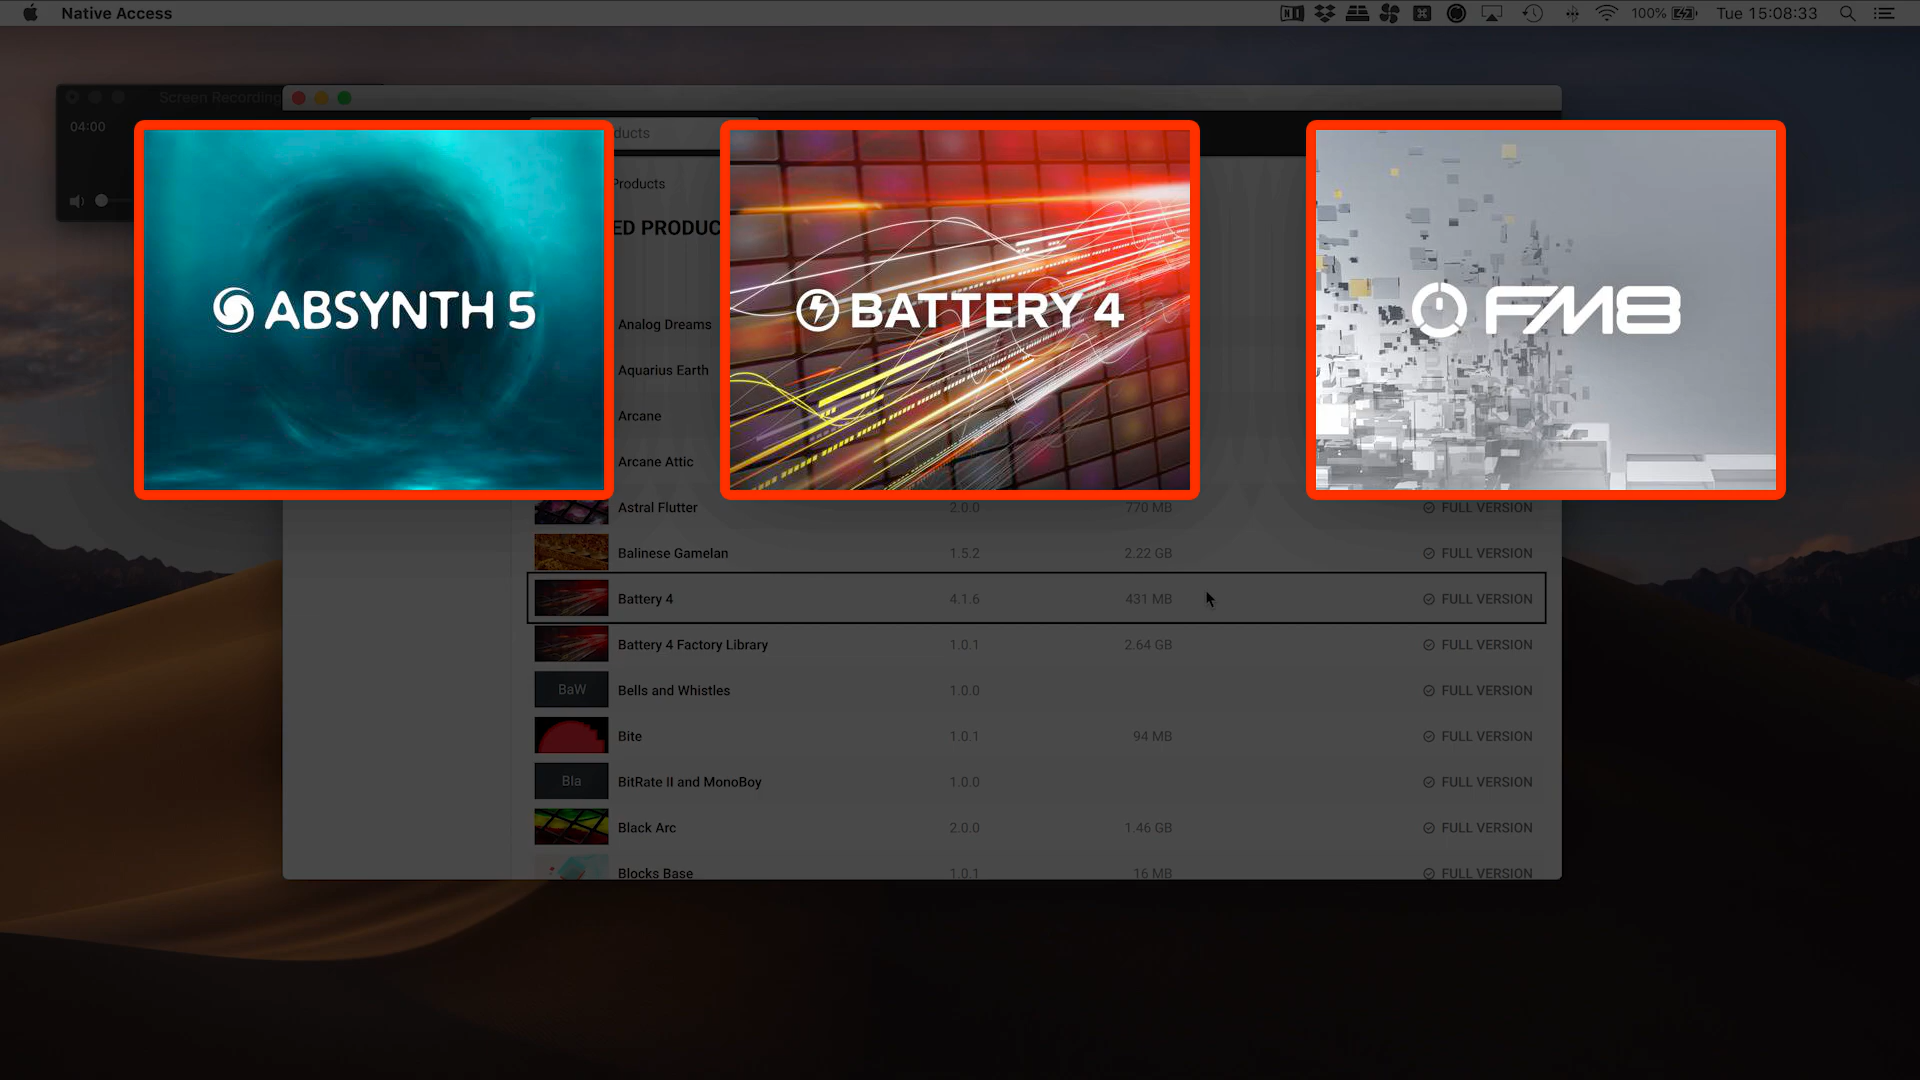 Native Access
100%
Tue 15:08:33
Screen Recording
04:00
ducts
Products
ED PRODUC
ABSYNTH 5
BATTERY 4
FM8
Analog Dreams
Aquarius Earth
Arcane
Arcane Attic
Astral Flutter 2.0.0 770 MB FULL VERSION
Balinese Gamelan 1.5.2 2.22 GB FULL VERSION
Battery 4 4.1.6 431 MB FULL VERSION
Battery 4 Factory Library 1.0.1 2.64 GB FULL VERSION
BaW Bells and Whistles 1.0.0 FULL VERSION
Bite 1.0.1 94 MB FULL VERSION
Bla BitRate II and MonoBoy 1.0.0 FULL VERSION
Black Arc 2.0.0 1.46 GB FULL VERSION
Blocks Base 1.0.1 16 MB FULL VERSION